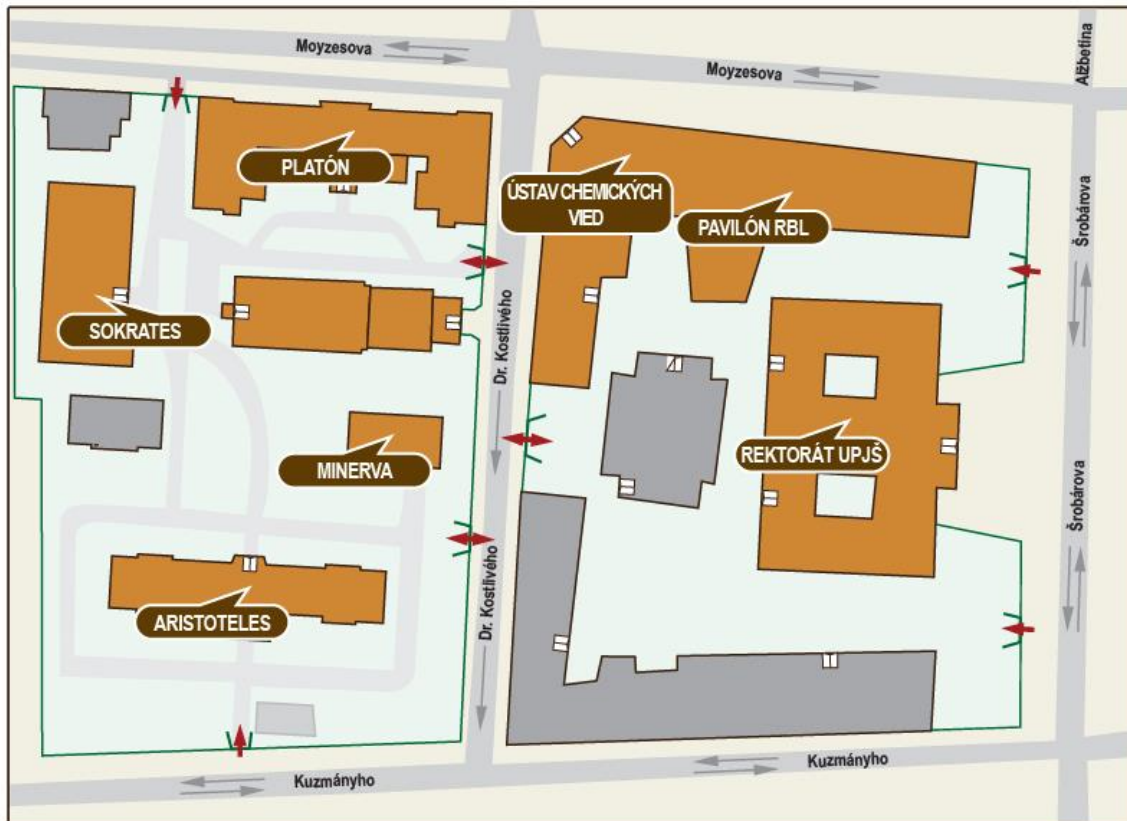 Moyzesova
Moyzesova
Alžbetina
PLATÓN
ÚSTAV CHEMICKÝCH
VIED
PAVILÓN RBL
Šrobárova
SOKRATES
Dr. Kostlivého
MINERVA
REKTORÁT UPJŠ
Šrobárova
ARISTOTELES
Dr. Kostlivého
Kuzmányho
Kuzmányho